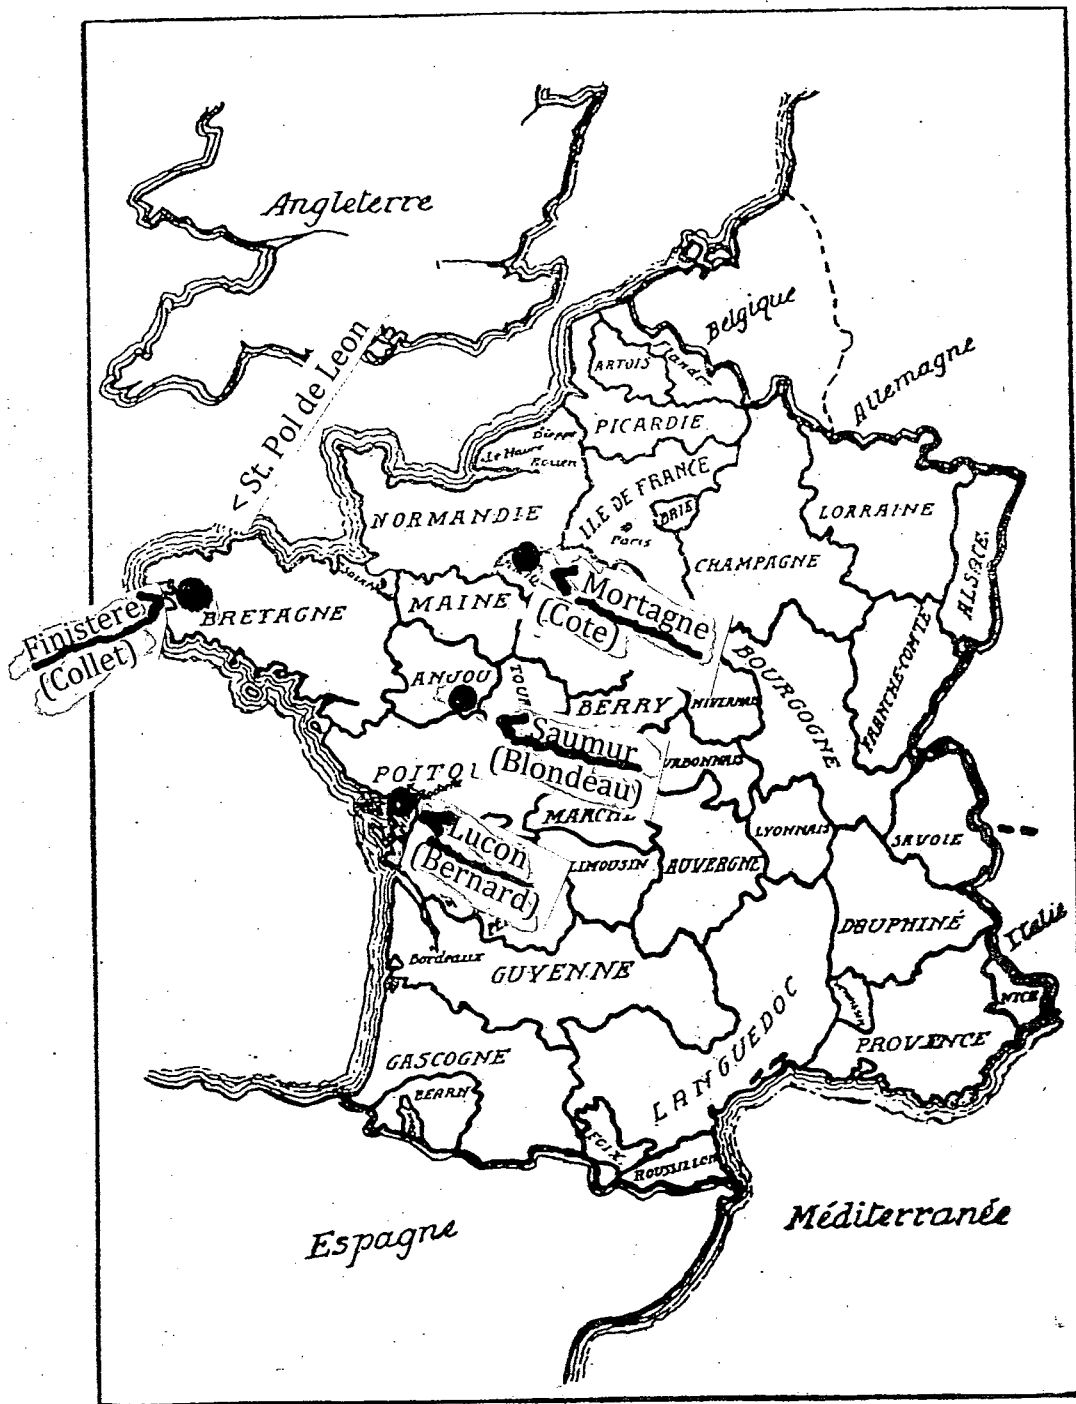 Angleterre
Belgique
Allemagne
< St. Pol de Leon
ARTOIS
PICARDIE
Dieppe
Le Havre
Rouen
ILE DE FRANCE
BRIE
Paris
NORMANDIE
LORRAINE
ALSACE
CHAMPAGNE
Finistere
(Collet)
BRETAGNE
MAINE
Mortagne
(Cote)
ANJOU
TOUR
BERRY
NIVERNAIS
BOURGOGNE
FRANCHE-COMTE
Saumur
(Blondeau)
URBONNAIS
POITOU
MARCHE
LYONNAIS
SAVOIE
Lucon
(Bernard)
LIMOUSIN
AUVERGNE
DAUPHINÉ
Italie
Bordeaux
GUYENNE
NICE
PROVENCE
LANGUEDOC
GASCOGNE
BEARN
FOIX
ROUSSILLON
Espagne
Méditerranée